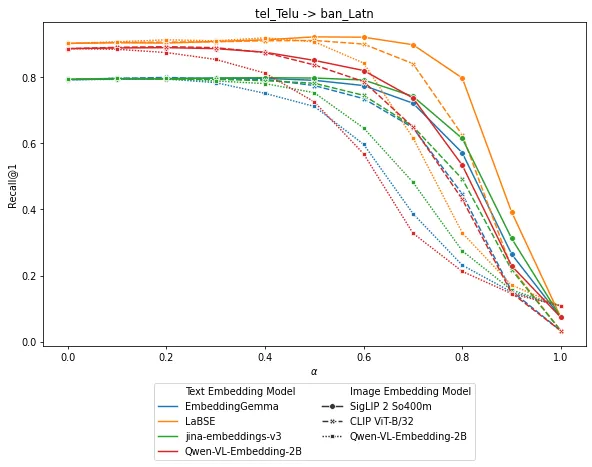 tel_Telu -> ban_Latn
Recall@1
0.8
0.6
0.4
0.2
0.0
0.0 0.2 0.4 0.6 0.8 1.0
α
Text Embedding Model Image Embedding Model
EmbeddingGemma SigLIP 2 So400m
LaBSE CLIP ViT-B/32
jina-embeddings-v3 Qwen-VL-Embedding-2B
Qwen-VL-Embedding-2B